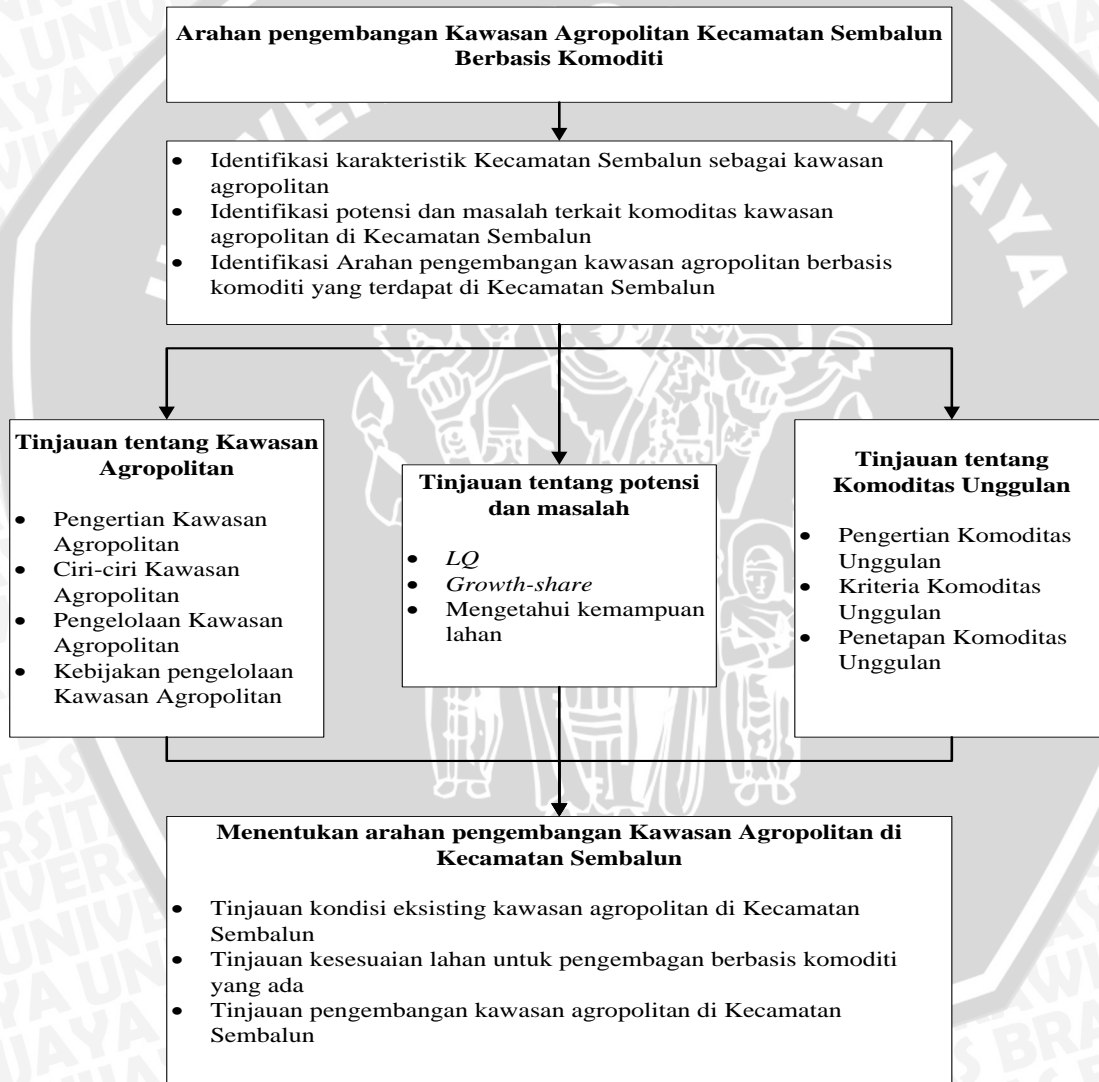 Arahan pengembangan Kawasan Agropolitan Kecamatan Sembalun
Berbasis Komoditi
• Identifikasi karakteristik Kecamatan Sembalun sebagai kawasan
agropolitan
• Identifikasi potensi dan masalah terkait komoditas kawasan
agropolitan di Kecamatan Sembalun
• Identifikasi Arahan pengembangan kawasan agropolitan berbasis
komoditi yang terdapat di Kecamatan Sembalun
Tinjauan tentang Kawasan
Agropolitan
• Pengertian Kawasan
Agropolitan
• Ciri-ciri Kawasan
Agropolitan
• Pengelolaan Kawasan
Agropolitan
• Kebijakan pengelolaan
Kawasan Agropolitan
Tinjauan tentang potensi
dan masalah
• LQ
• Growth-share
• Mengetahui kemampuan
lahan
Tinjauan tentang
Komoditas Unggulan
• Pengertian Komoditas
Unggulan
• Kriteria Komoditas
Unggulan
• Penetapan Komoditas
Unggulan
Menentukan arahan pengembangan Kawasan Agropolitan di
Kecamatan Sembalun
• Tinjauan kondisi eksisting kawasan agropolitan di Kecamatan
Sembalun
• Tinjauan kesesuaian lahan untuk pengembagan berbasis komoditi
yang ada
• Tinjauan pengembangan kawasan agropolitan di Kecamatan
Sembalun